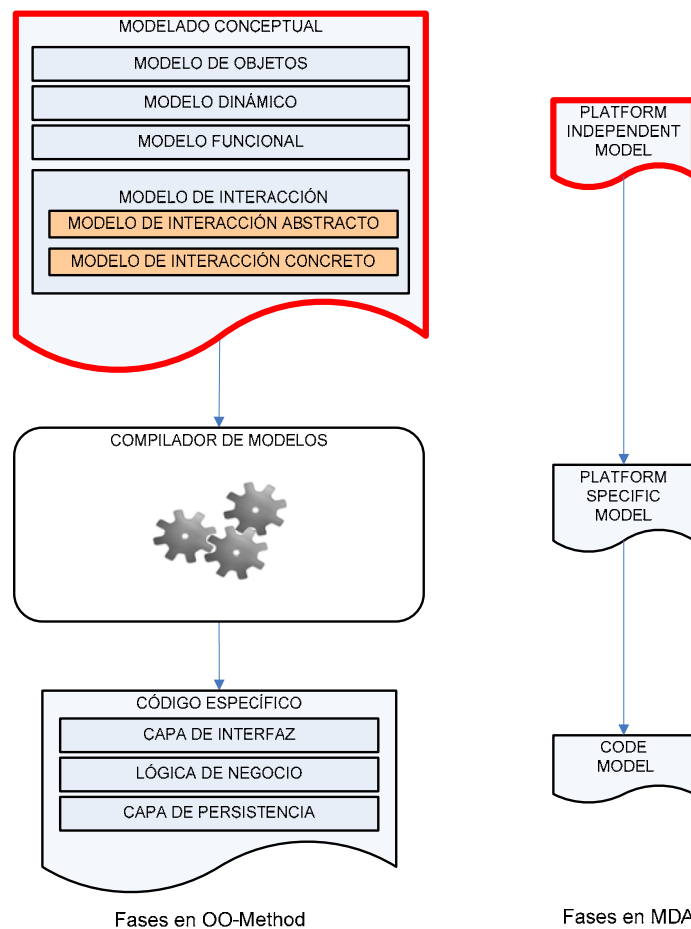 MODELADO CONCEPTUAL
MODELO DE OBJETOS
MODELO DINÁMICO
MODELO FUNCIONAL
MODELO DE INTERACCIÓN
MODELO DE INTERACCIÓN ABSTRACTO
MODELO DE INTERACCIÓN CONCRETO
COMPILADOR DE MODELOS
CÓDIGO ESPECÍFICO
CAPA DE INTERFAZ
LÓGICA DE NEGOCIO
CAPA DE PERSISTENCIA
Fases en OO-Method
PLATFORM
INDEPENDENT
MODEL
PLATFORM
SPECIFIC
MODEL
CODE
MODEL
Fases en MDA